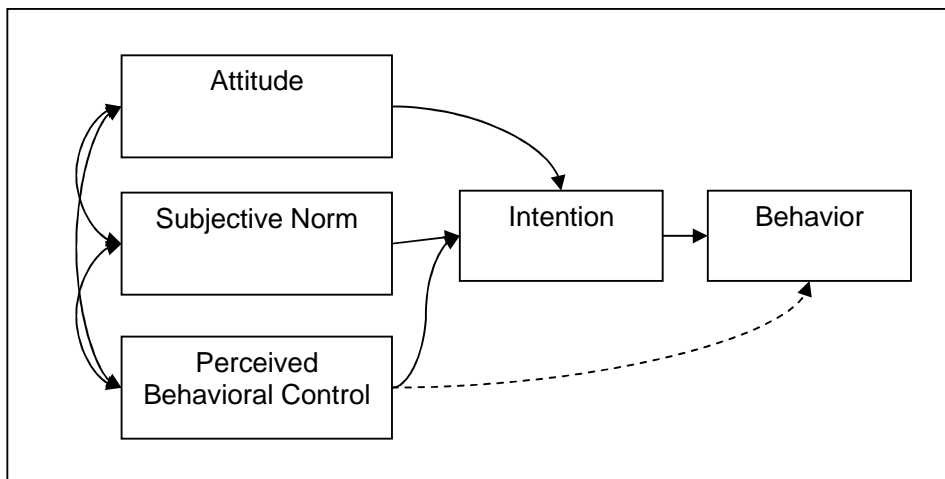 Attitude
Subjective Norm
Intention
Behavior
Perceived
Behavioral Control